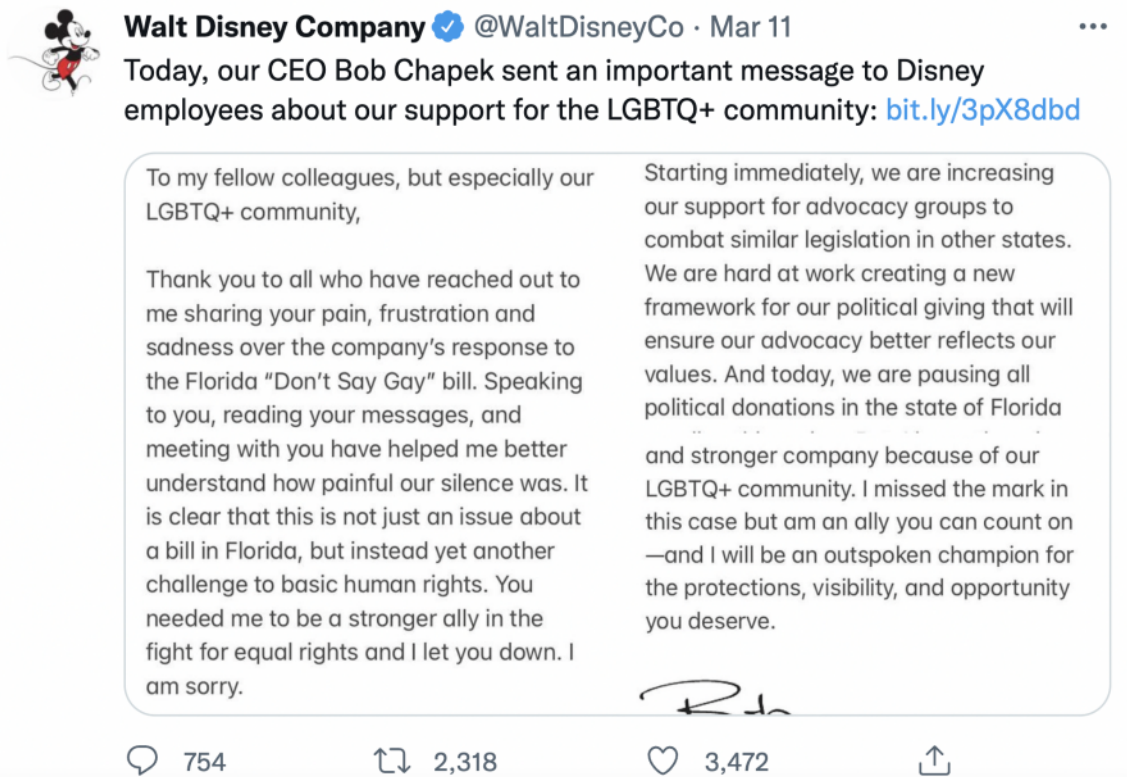 Walt Disney Company @WaltDisneyCo · Mar 11
Today, our CEO Bob Chapek sent an important message to Disney
employees about our support for the LGBTQ+ community: bit.ly/3pX8dbd
To my fellow colleagues, but especially our
LGBTQ+ community,
Thank you to all who have reached out to
me sharing your pain, frustration and
sadness over the company's response to
the Florida "Don't Say Gay" bill. Speaking
to you, reading your messages, and
meeting with you have helped me better
understand how painful our silence was. It
is clear that this is not just an issue about
a bill in Florida, but instead yet another
challenge to basic human rights. You
needed me to be a stronger ally in the
fight for equal rights and I let you down. I
am sorry.
Starting immediately, we are increasing
our support for advocacy groups to
combat similar legislation in other states.
We are hard at work creating a new
framework for our political giving that will
ensure our advocacy better reflects our
values. And today, we are pausing all
political donations in the state of Florida
and stronger company because of our
LGBTQ+ community. I missed the mark in
this case but am an ally you can count on
—and I will be an outspoken champion for
the protections, visibility, and opportunity
you deserve.
754 2,318 3,472